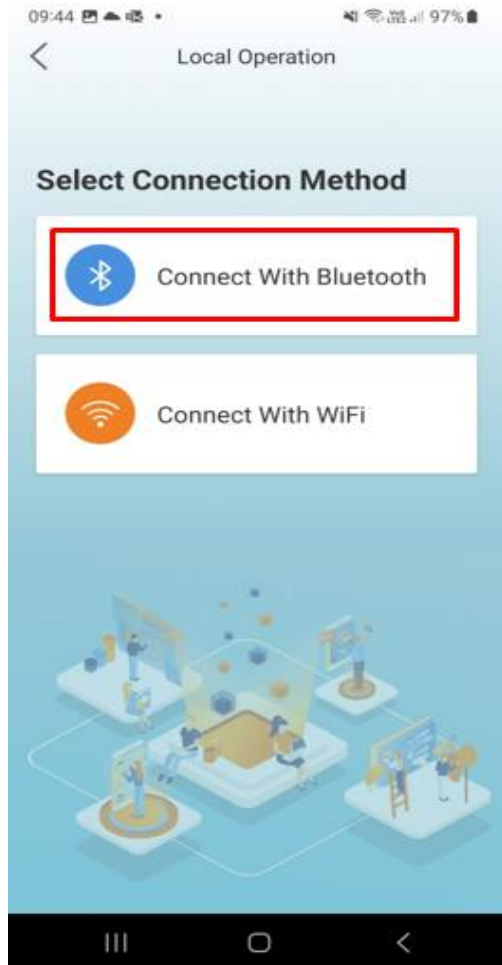 09:44 97%
Local Operation
Select Connection Method
Connect With Bluetooth
Connect With WiFi